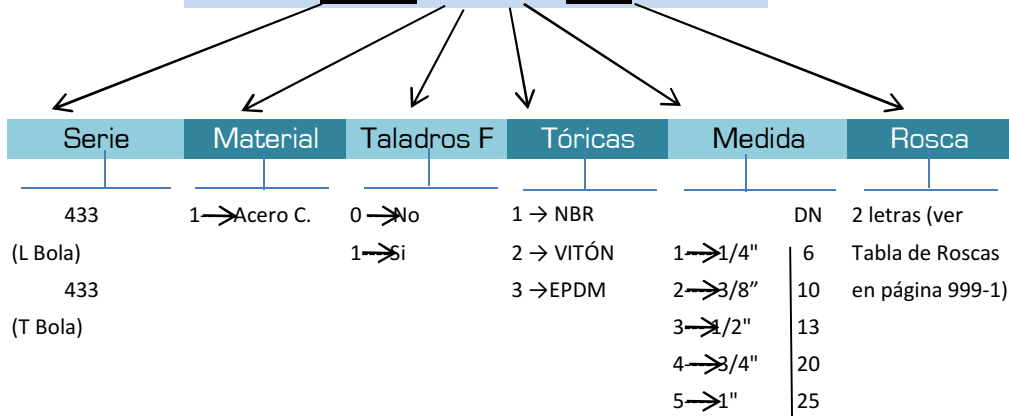 Serie Material Taladros F Tóricas Medida Rosca
433 1→Acero C. 0→No 1 → NBR DN 2 letras (ver
(L Bola) 1→Si 2 → VITÓN 1→1/4" 6 Tabla de Roscas
433 3 →EPDM 2→3/8” 10 en página 999-1)
(T Bola) 3→1/2" 13
4→3/4" 20
5→1" 25